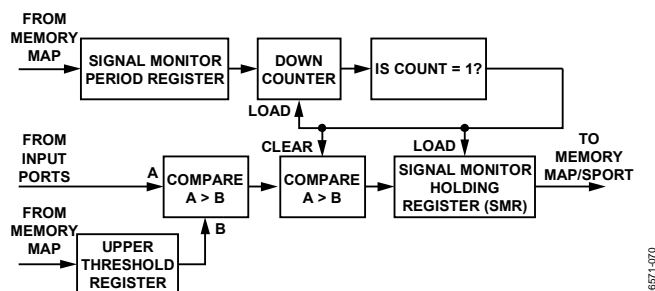 FROM
MEMORY
MAP
SIGNAL MONITOR
PERIOD REGISTER
DOWN
COUNTER
IS COUNT = 1?
LOAD
FROM
INPUT
PORTS
A
COMPARE
A > B
CLEAR
COMPARE
A > B
LOAD
SIGNAL MONITOR
HOLDING
REGISTER (SMR)
TO
MEMORY
MAP/SPORT
FROM
MEMORY
MAP
UPPER
THRESHOLD
REGISTER
B
6571-070